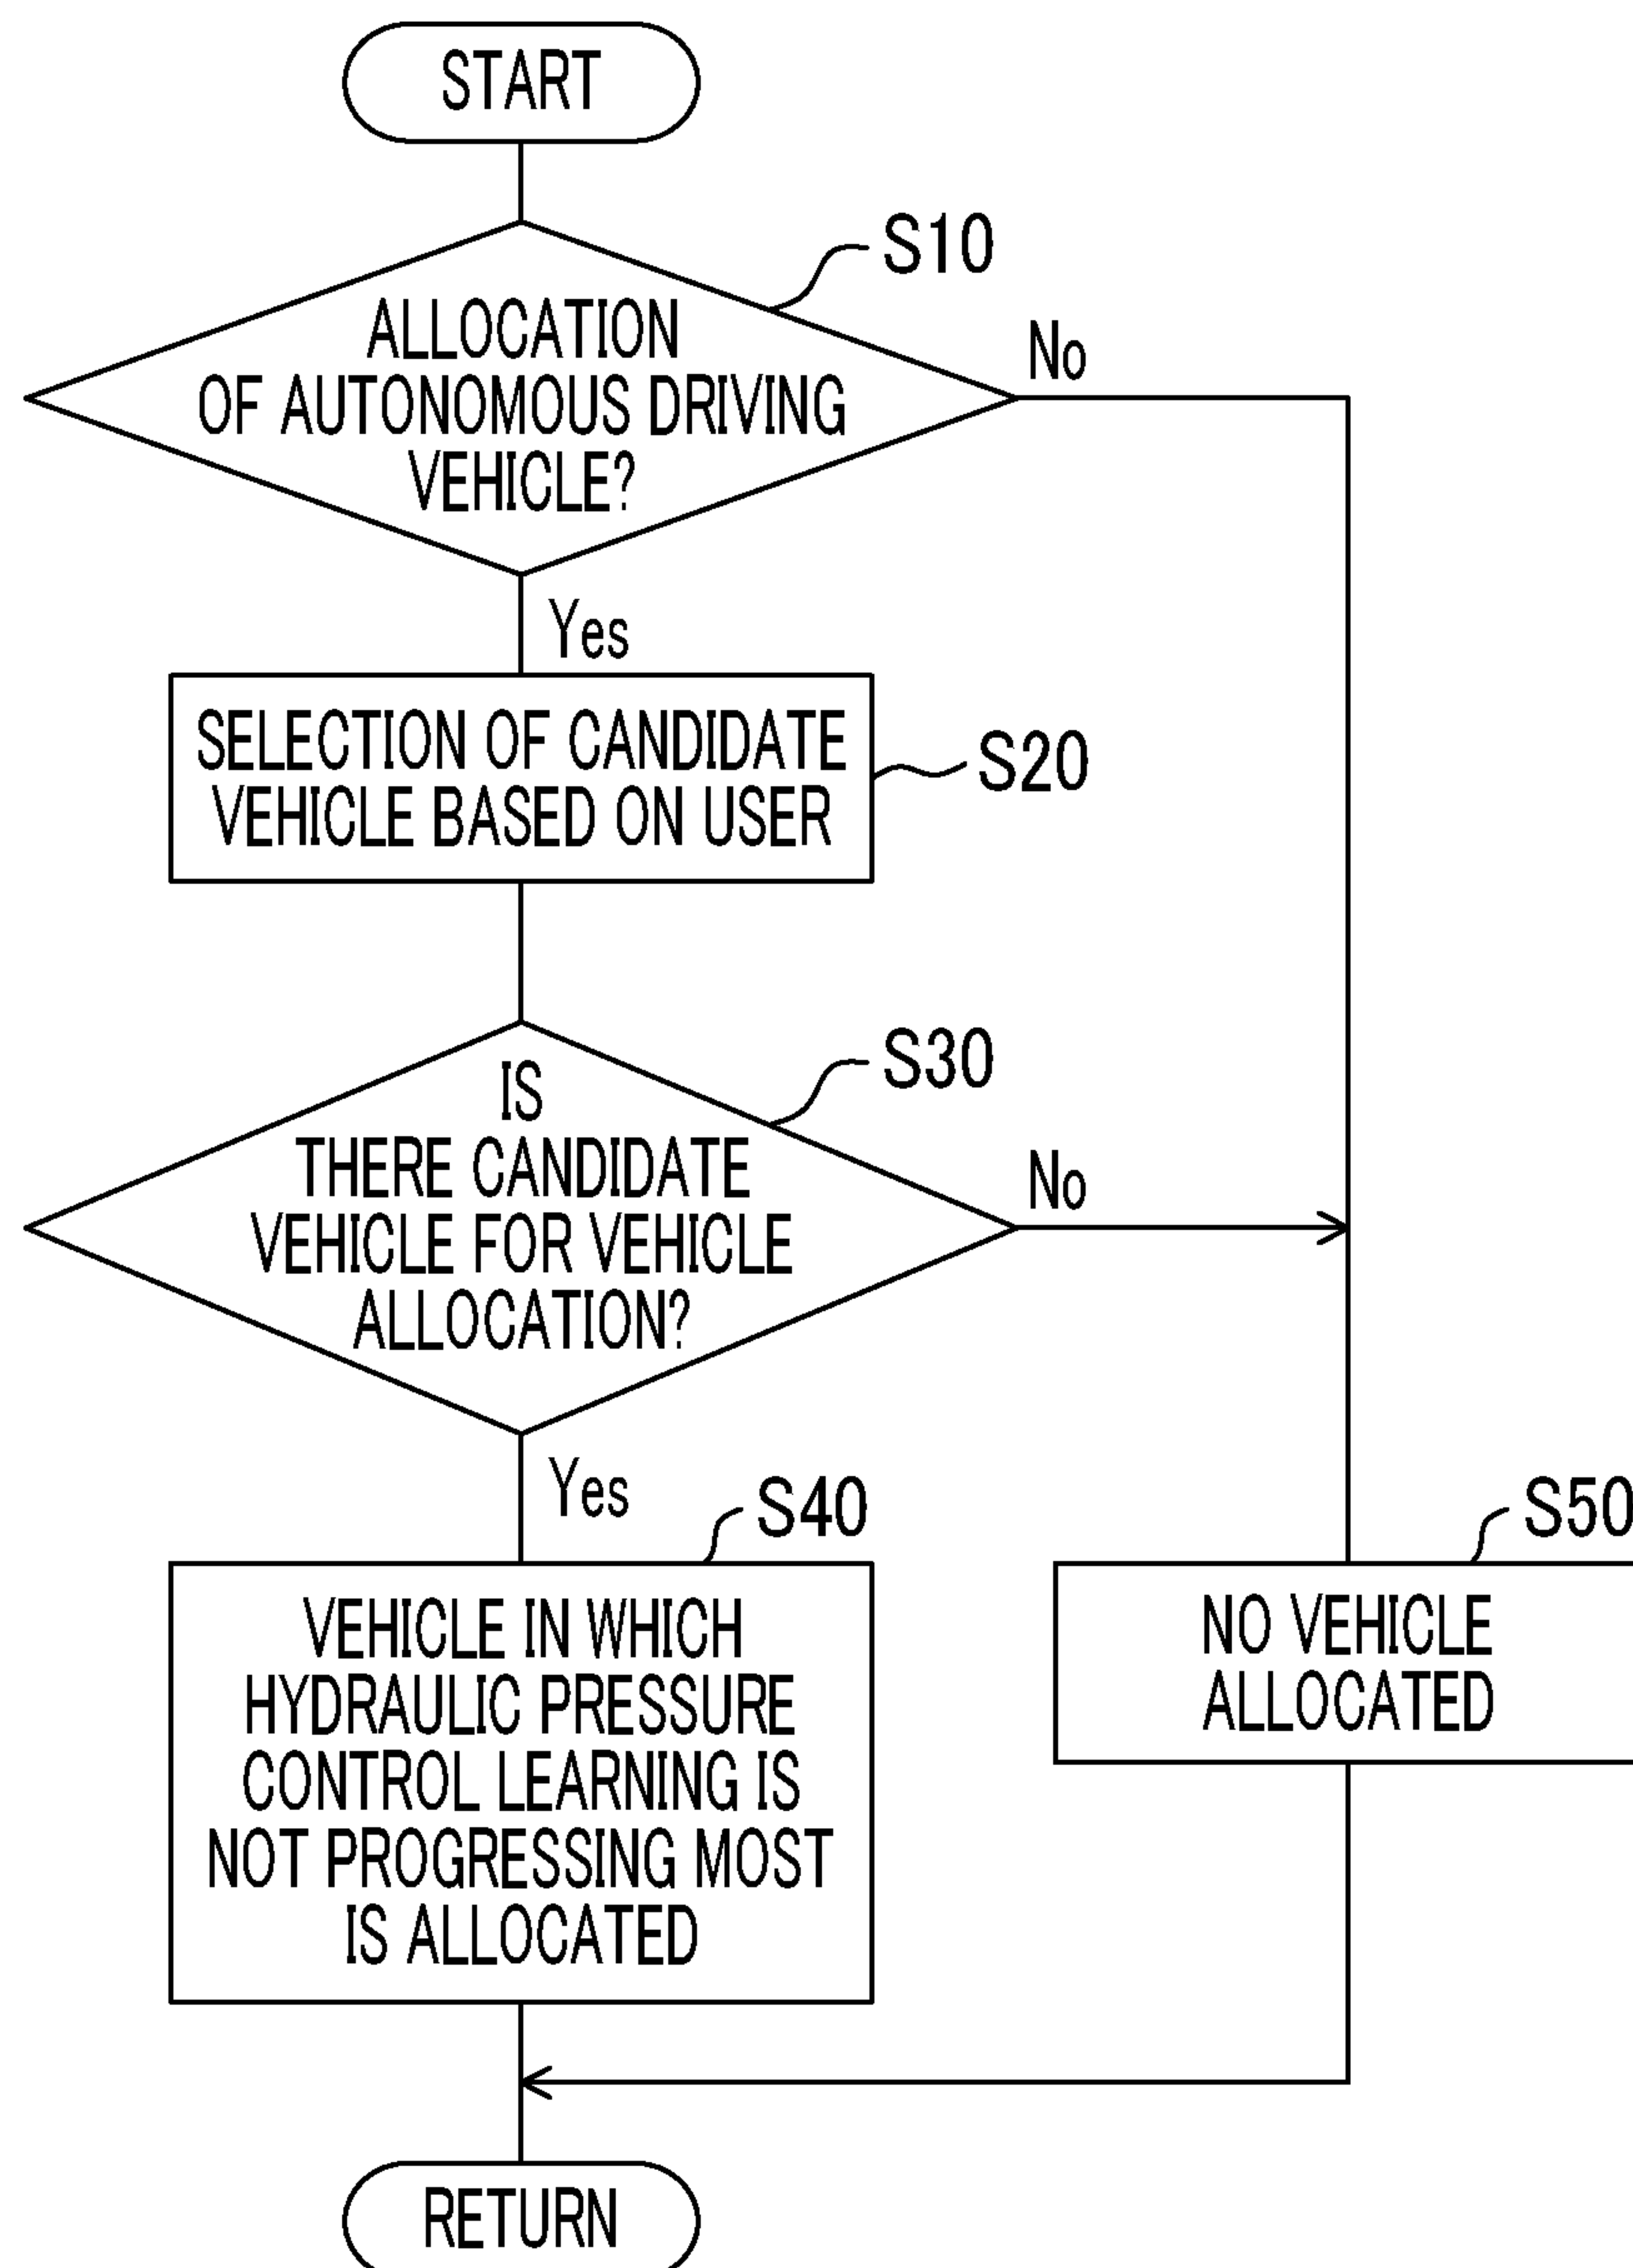 START
S10
ALLOCATION
OF AUTONOMOUS DRIVING
VEHICLE?
No
Yes
SELECTION OF CANDIDATE
VEHICLE BASED ON USER
S20
S30
IS
THERE CANDIDATE
VEHICLE FOR VEHICLE
ALLOCATION?
No
Yes
S40
VEHICLE IN WHICH
HYDRAULIC PRESSURE
CONTROL LEARNING IS
NOT PROGRESSING MOST
IS ALLOCATED
S50
NO VEHICLE
ALLOCATED
RETURN